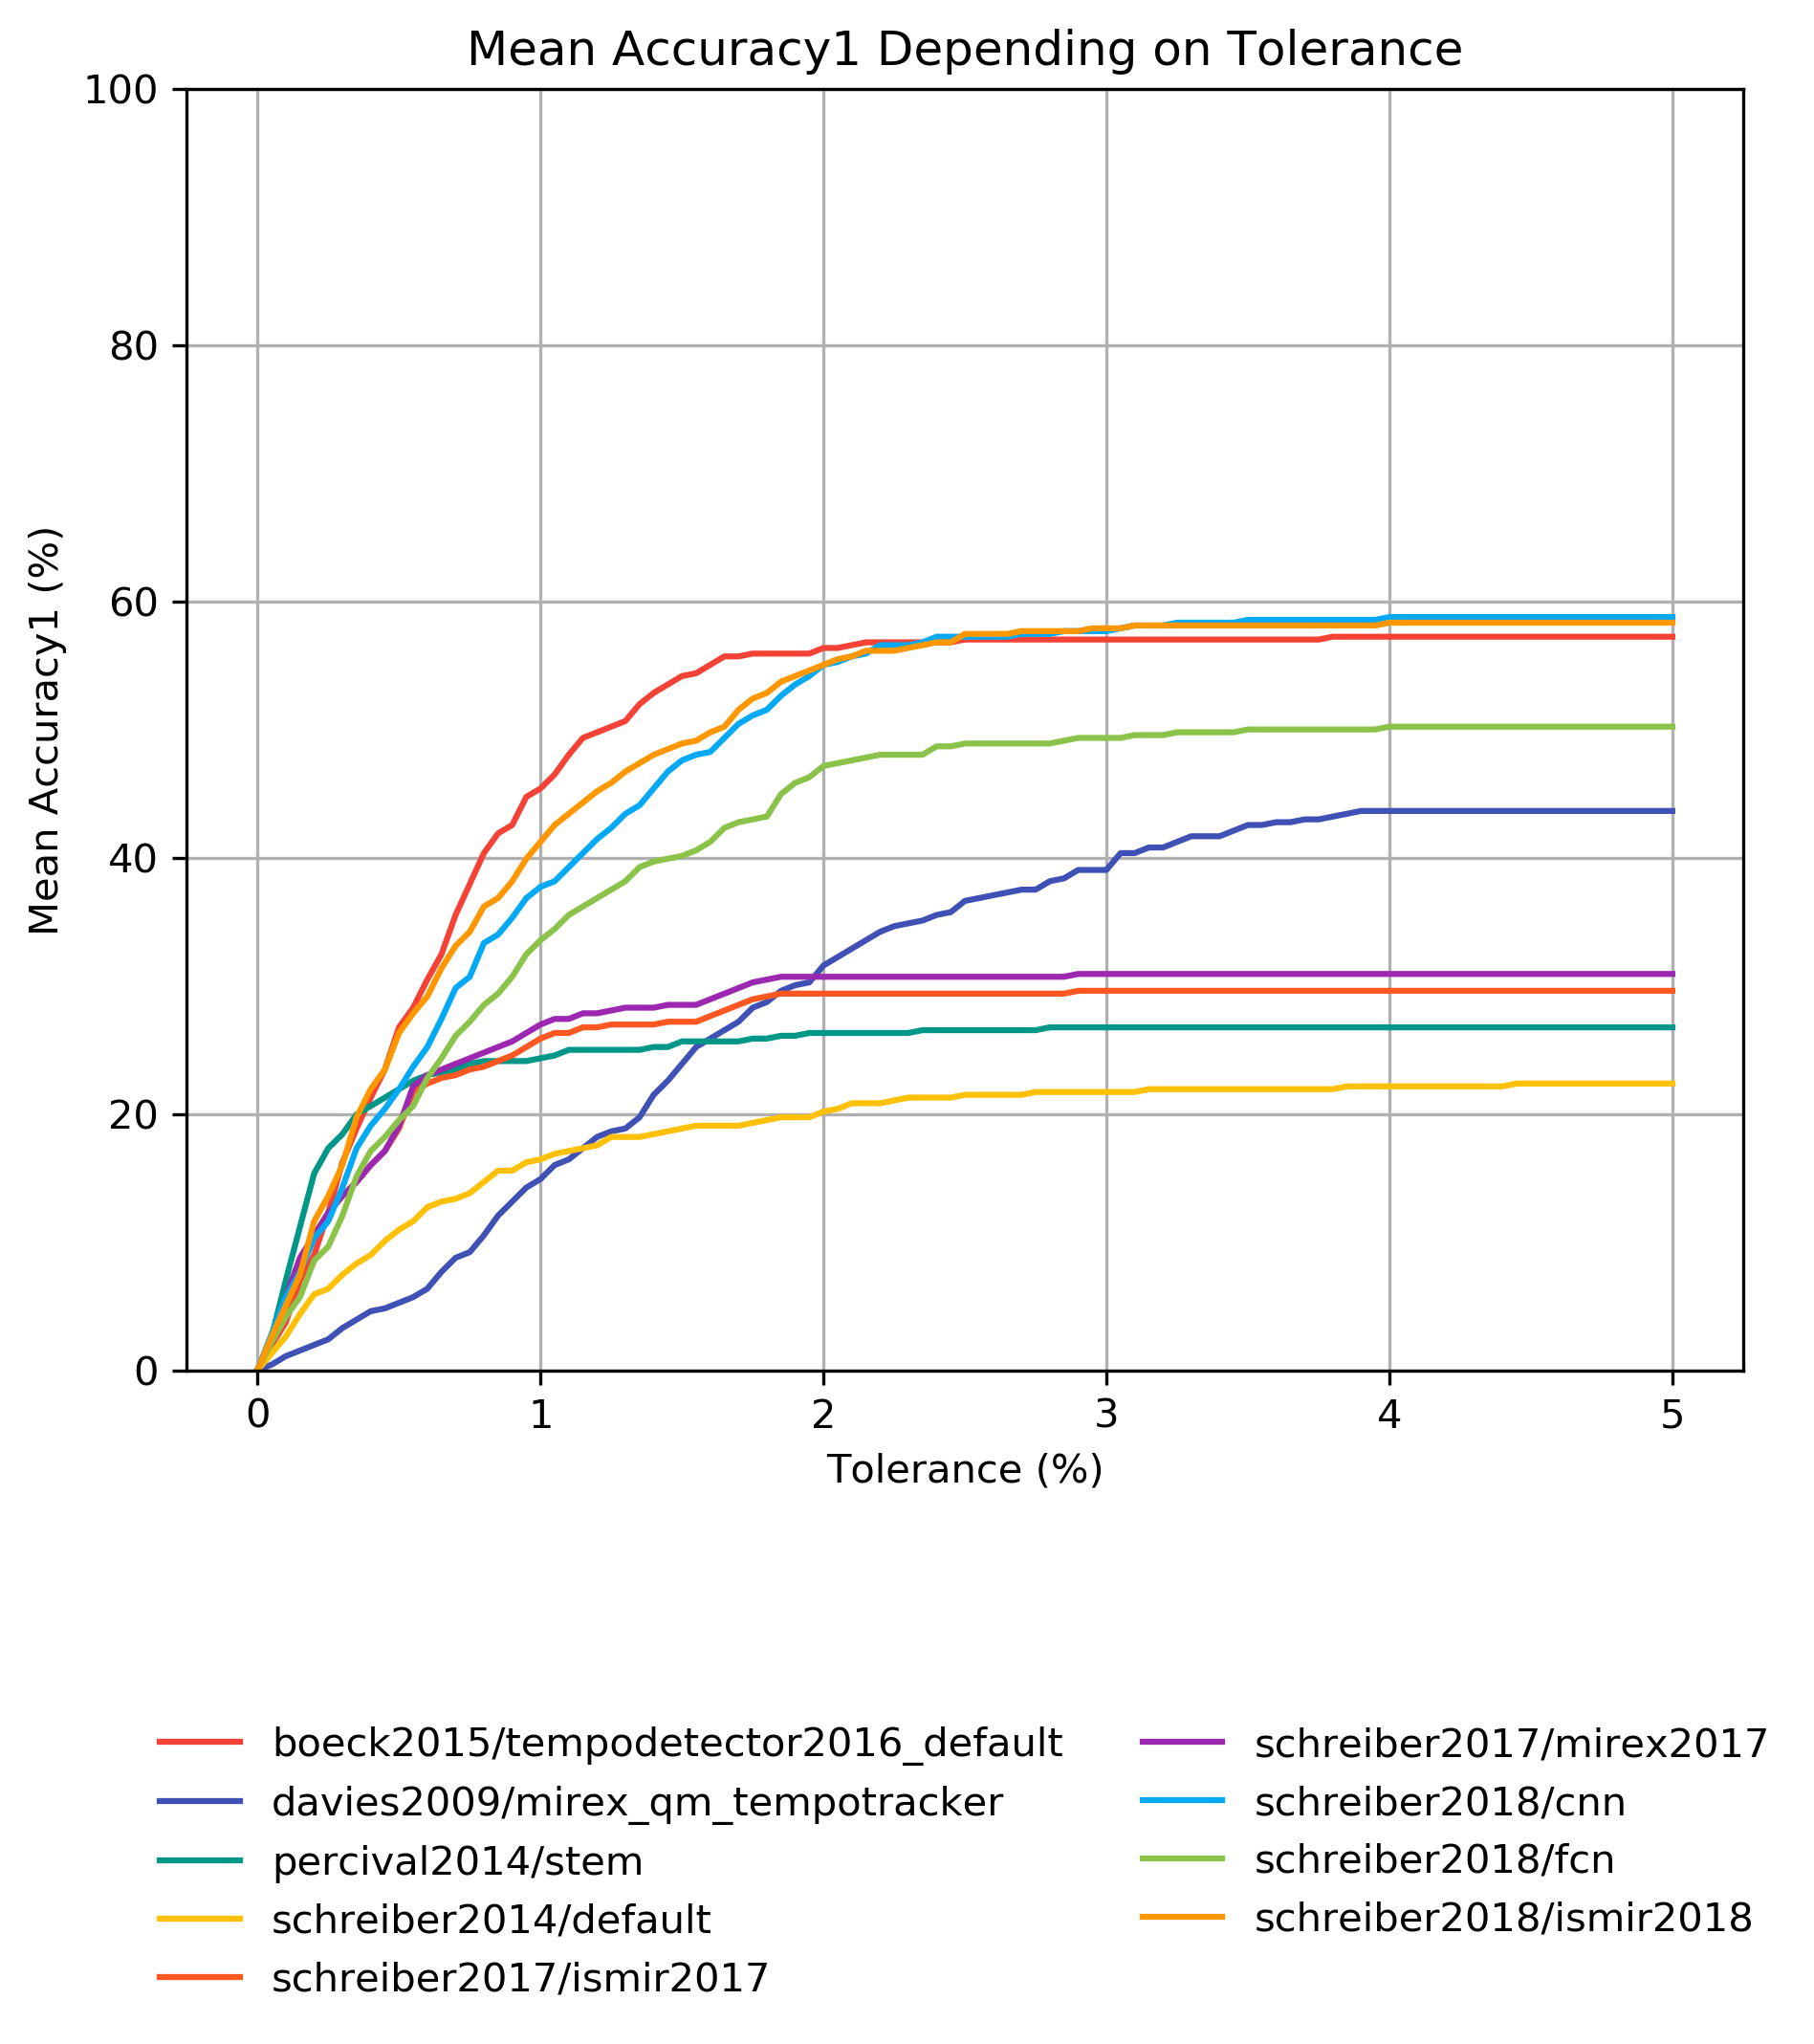 Mean Accuracy1 Depending on Tolerance
100
80
60
40
20
0
Mean Accuracy1 (%)
0 1 2 3 4 5
Tolerance (%)
boeck2015/tempodetector2016_default
davies2009/mirex_qm_tempotracker
percival2014/stem
schreiber2014/default
schreiber2017/ismir2017
schreiber2017/mirex2017
schreiber2018/cnn
schreiber2018/fcn
schreiber2018/ismir2018